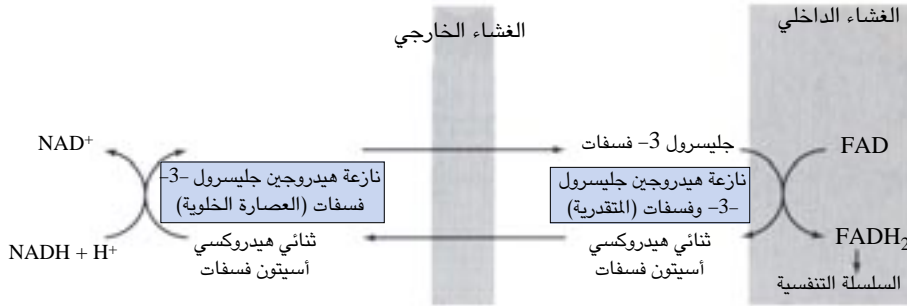 الغشاء الداخلي
الغشاء الخارجي
NAD⁺
جليسرول 3– فسفات
FAD
نازعة هيدروجين جليسرول –3–
فسفات (العصارة الخلوية)
نازعة هيدروجين جليسرول
–3– وفسفات (المتقدرية)
NADH + H⁺
ثنائي هيدروكسي
أسيتون فسفات
ثنائي هيدروكسي
أسيتون فسفات
FADH₂
السلسلة التنفسية